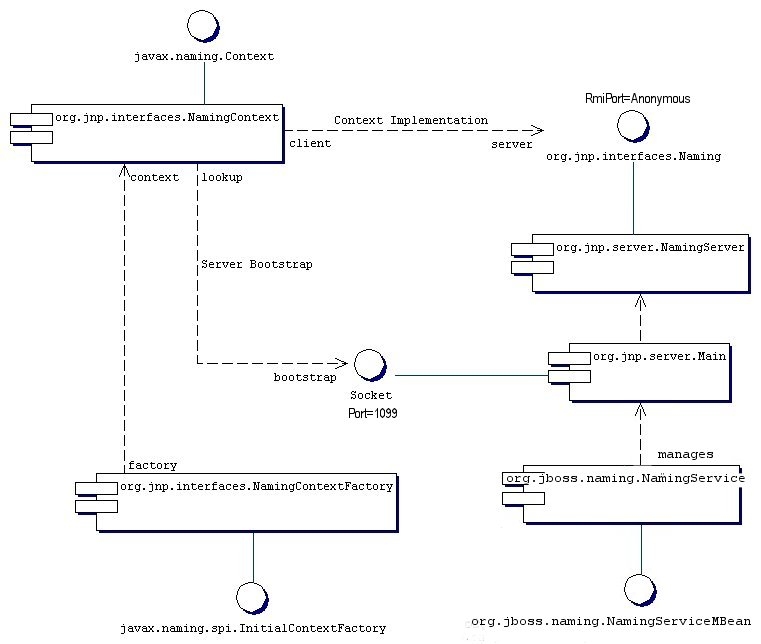 javax.naming.Context
org.jnp.interfaces.NamingContext
Context Implementation
client
server
RmiPort=Anonymous
org.jnp.interfaces.Naming
context
lookup
org.jnp.server.NamingServer
Server Bootstrap
org.jnp.server.Main
bootstrap
Socket
Port=1099
manages
factory
org.jnp.interfaces.NamingContextFactory
org.jboss.naming.NamingService
javax.naming.spi.InitialContextFactory
org.jboss.naming.NamingServiceMBean